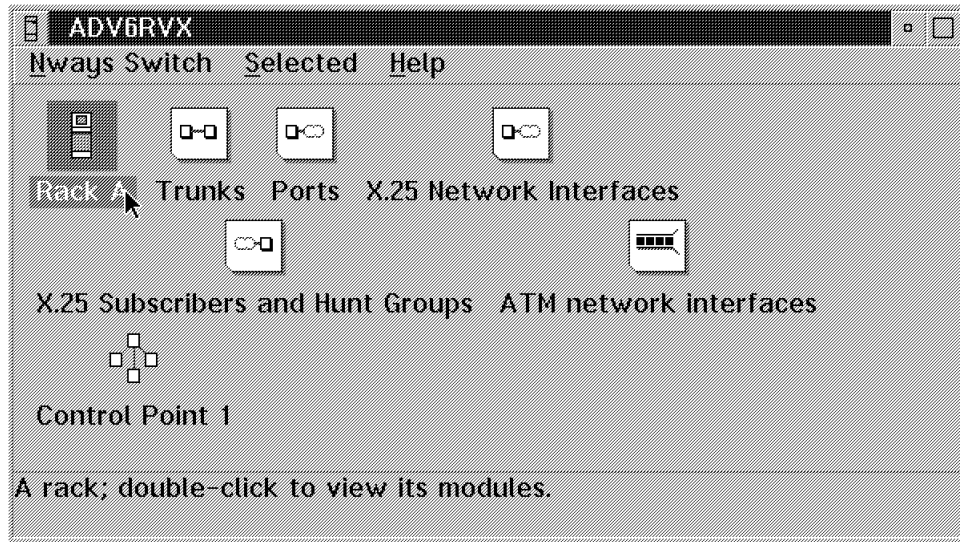 ADV6RVX
Nways Switch Selected Help
Rack A Trunks Ports X.25 Network Interfaces
X.25 Subscribers and Hunt Groups ATM network interfaces
Control Point 1
A rack; double-click to view its modules.